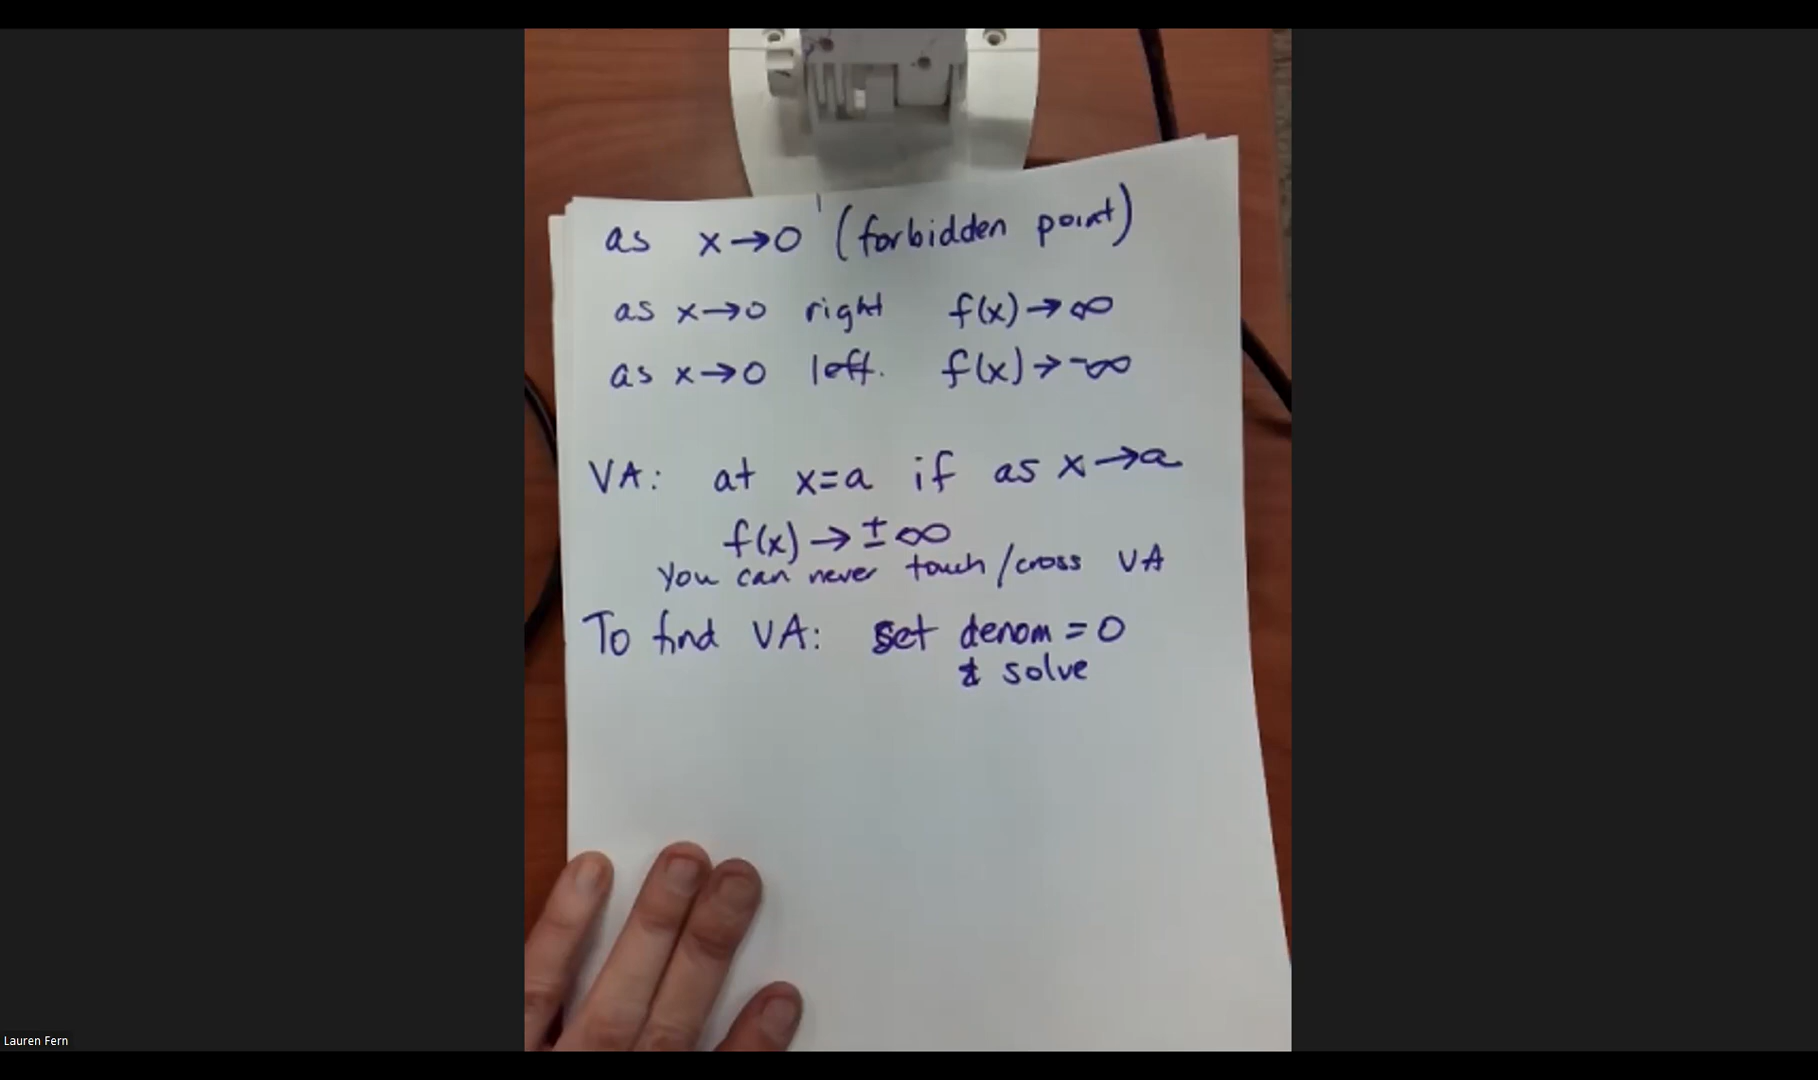 as x→0 (forbidden point)
as x→0 right f(x)→∞
as x→0 left. f(x)→-∞
VA: at x=a if as x→a
f(x)→±∞
You can never touch/cross VA
To find VA: set denom=0
& solve
Lauren Fern